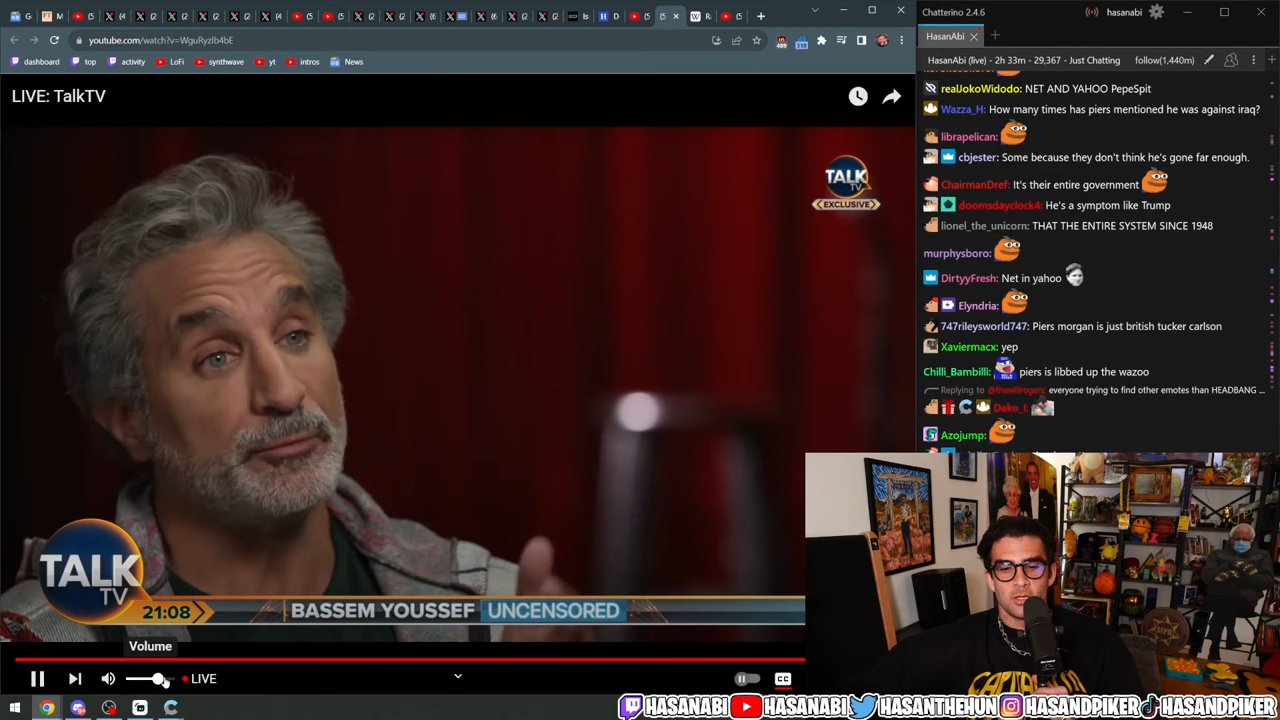 Chatterino 2.4.6
hasanabi
youtube.com/watch?v=WguRyzIb4bE
HasanAbi
dashboard
top
activity
LoFi
synthwave
yt
intros
News
HasanAbi (live) - 2h 33m - 29,367 - Just Chatting
follow(1,440m)
LIVE: TalkTV
TALK
TV
EXCLUSIVE
realJokoWidodo: NET AND YAHOO PepeSpit
Wazza_H: How many times has piers mentioned he was against iraq?
librapelican:
cbjester: Some because they don't think he's gone far enough.
ChairmanDref: It's their entire government
doomsdayclock4: He's a symptom like Trump
lionel_the_unicorn: THAT THE ENTIRE SYSTEM SINCE 1948
murphysboro:
DirtyyFresh: Net in yahoo
Elyndria:
747rileysworld747: Piers morgan is just british tucker carlson
Xaviermacx: yep
Chilli_Bambilli: piers is libbed up the wazoo
Replying to @thewillrogers: everyone trying to find other emotes than HEADBANG ...
Dako_I:
Azojump:
TALK
TV
21:08
BASSEM YOUSSEF UNCENSORED
Volume
LIVE
CC
HASANABI
HASANABI
HASANTHEHUN
HASANDPIKER
HASANDPIKER